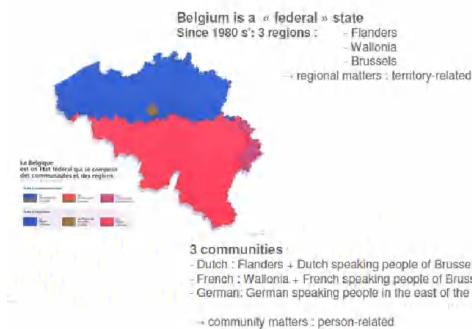 Belgium is a « federal » state
Since 1980 s': 3 regions :
- Flanders
- Wallonia
- Brussels
→ regional matters : territory-related
La Belgique
est un Etat fédéral qui se compose
des communautés et des régions
3 communities
- Dutch : Flanders + Dutch speaking people of Brusse
- French : Wallonia + French speaking people of Brus
- German: German speaking people in the east of the
→ community matters : person-related